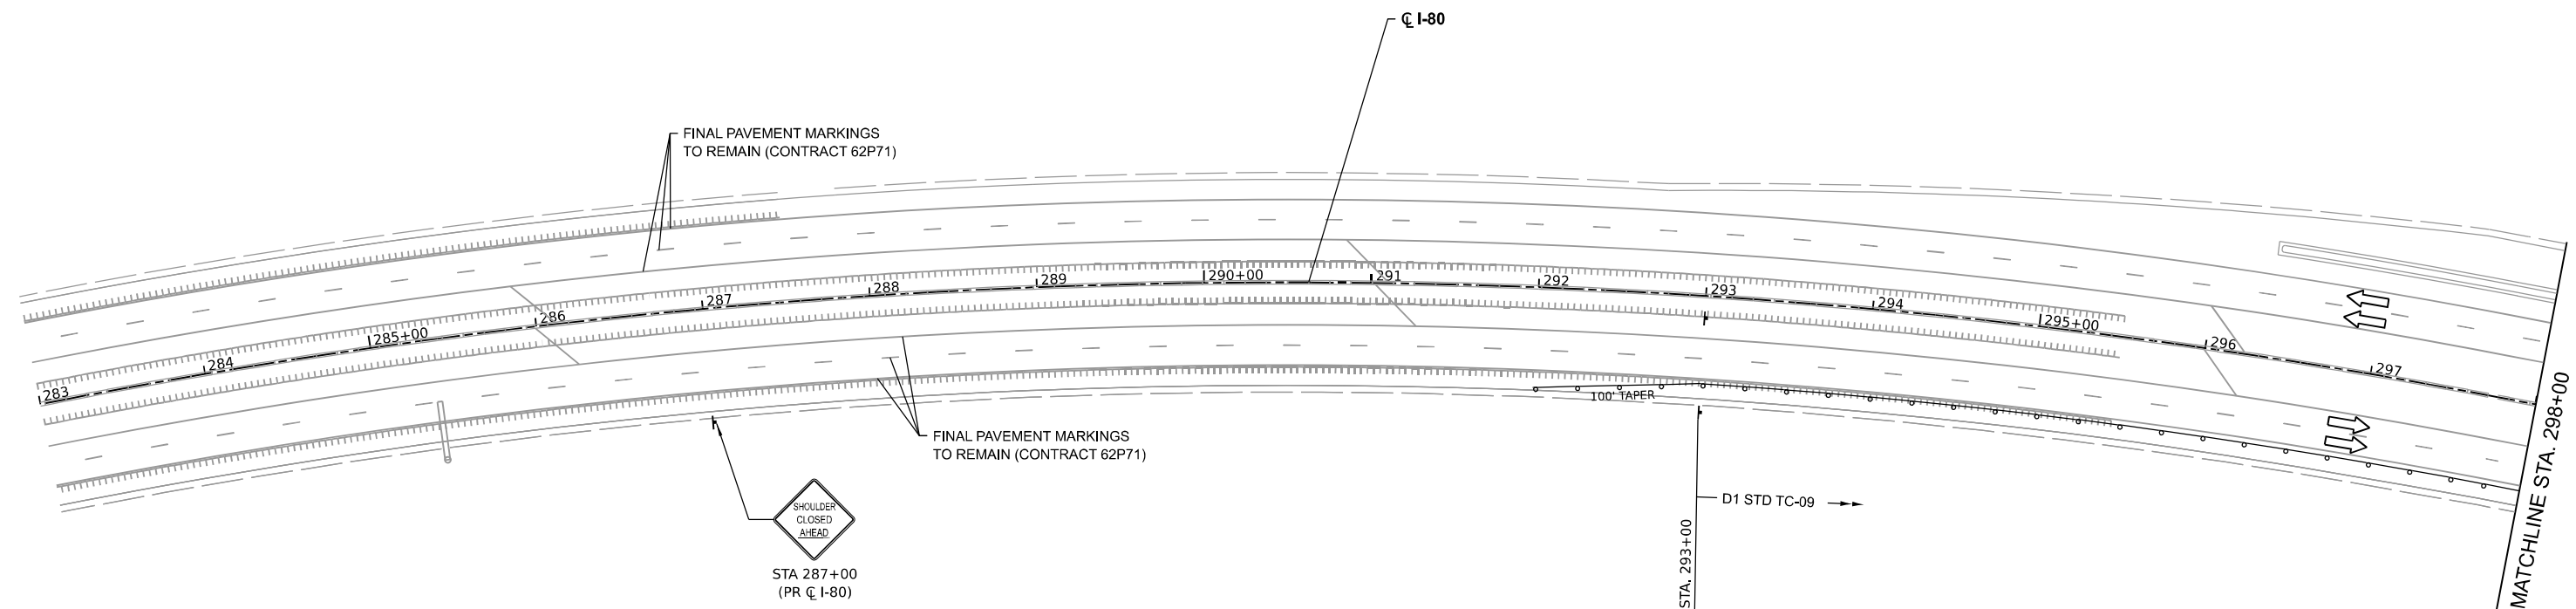 ℄ I-80
FINAL PAVEMENT MARKINGS
TO REMAIN (CONTRACT 62P71)
283
284
285+00
286
287
288
289
290+00
291
292
293
294
295+00
296
297
100' TAPER
FINAL PAVEMENT MARKINGS
TO REMAIN (CONTRACT 62P71)
SHOULDER
CLOSED
AHEAD
STA 287+00
(PR ℄ I-80)
D1 STD TC-09
STA. 293+00
MATCHLINE STA. 298+00